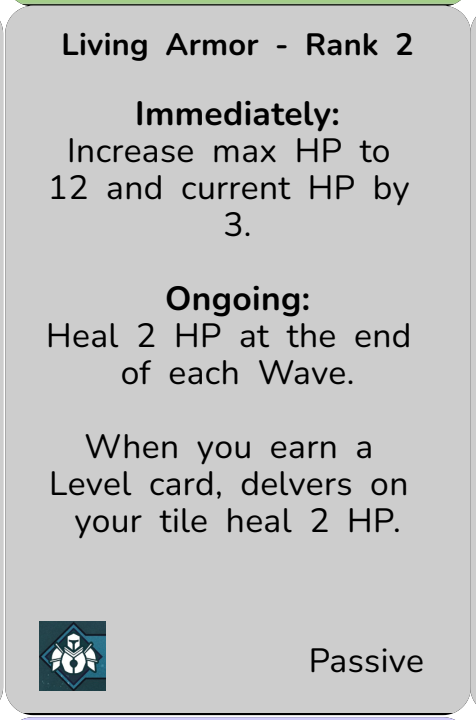 Living Armor - Rank 2
Immediately:
Increase max HP to
12 and current HP by
3.
Ongoing:
Heal 2 HP at the end
of each Wave.
When you earn a
Level card, delvers on
your tile heal 2 HP.
Passive